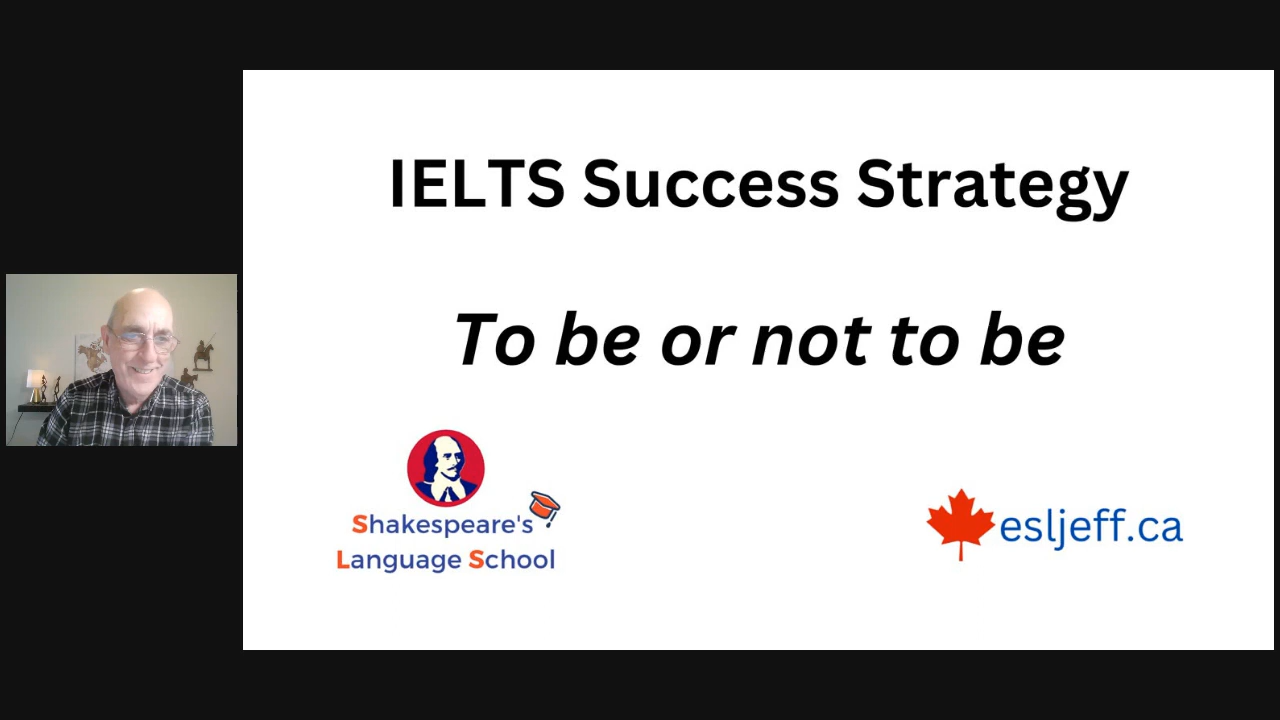 IELTS Success Strategy
To be or not to be
Shakespeare's
Language School
esljeff.ca